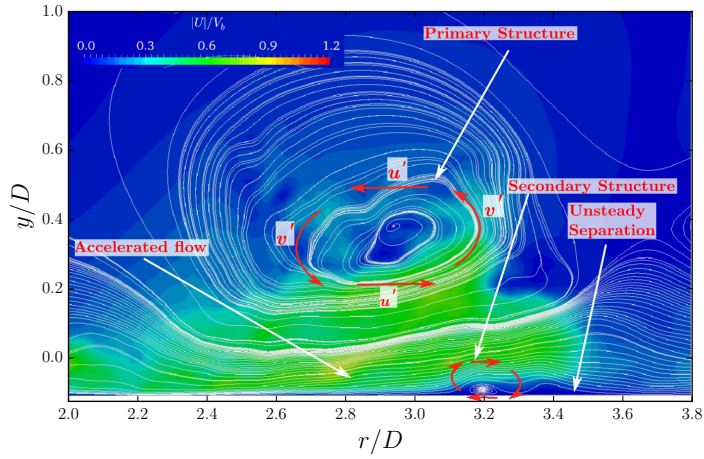 |U|/V_b
0.0 0.3 0.6 0.9 1.2
Primary Structure
u'
Secondary Structure
v' v'
Unsteady
Separation
Accelerated flow
u'
y/D
1.0
0.8
0.6
0.4
0.2
0.0
2.0 2.2 2.4 2.6 2.8 3.0 3.2 3.4 3.6 3.8
r/D